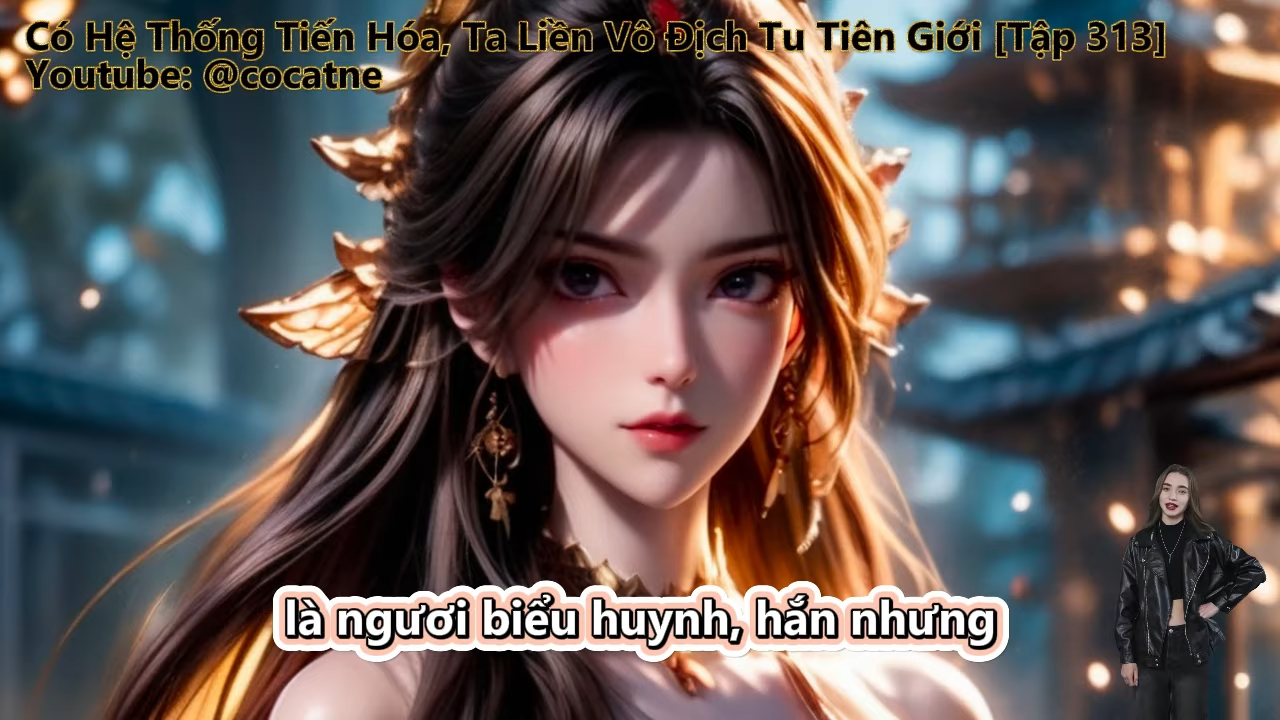 Có Hệ Thống Tiến Hóa, Ta Liền Vô Địch Tu Tiên Giới [Tập 313]
Youtube: @cocatne
là ngươi biểu huynh, hắn nhưng